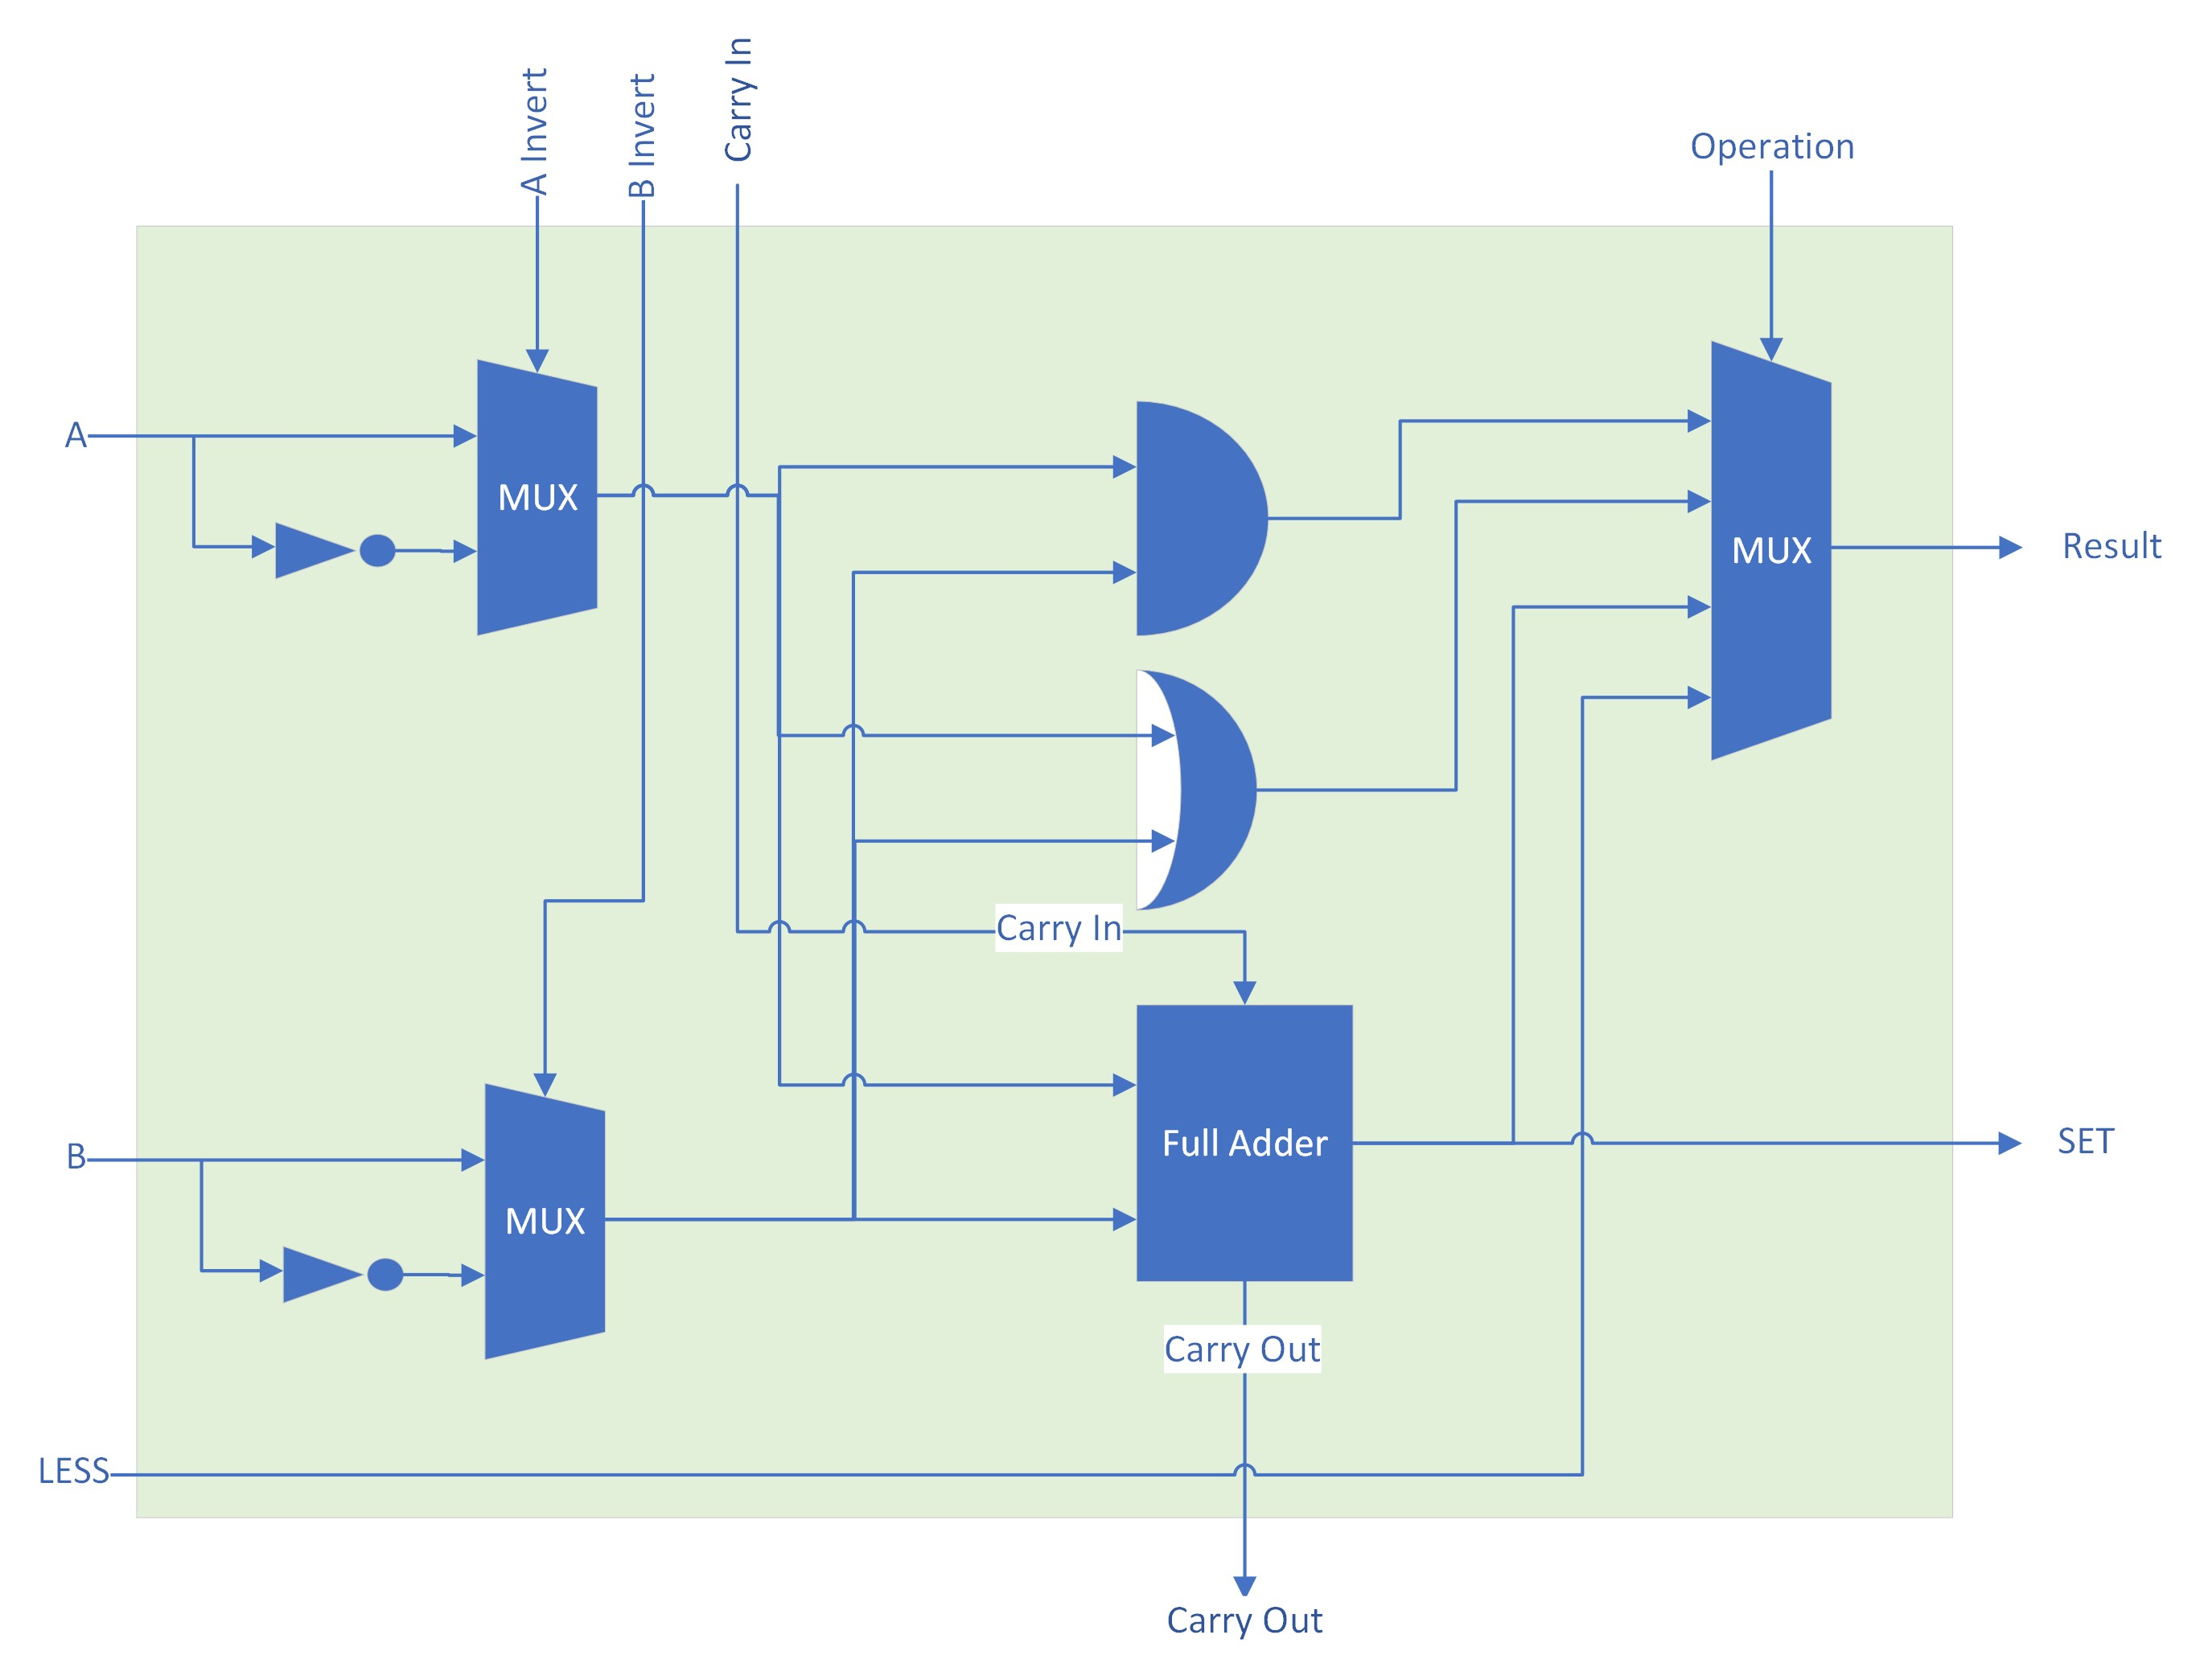 A Invert
B Invert
Carry In
Operation
A
MUX
MUX
Result
Carry In
B
MUX
Full Adder
SET
Carry Out
LESS
Carry Out